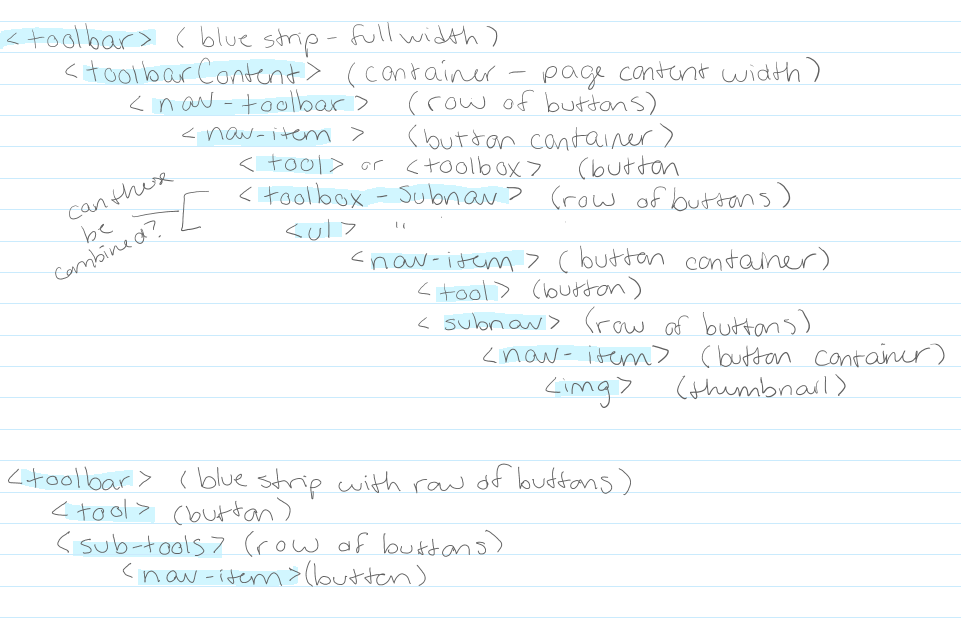 <toolbar> (blue strip - full width)
<toolbarContent> (container - page content width)
<nav-toolbar> (row of buttons)
<nav-item> (button container)
<tool> or <toolbox> (button
<toolbox-Subnav> (row of buttons)
<ul> "
can these
be
combined?
<nav-item> (button container)
<tool> (button)
<subnav> (row of buttons)
<nav-item> (button container)
<img> (thumbnail)
<toolbar> (blue strip with row of buttons)
<tool> (button)
<sub-tools> (row of buttons)
<nav-item> (button)